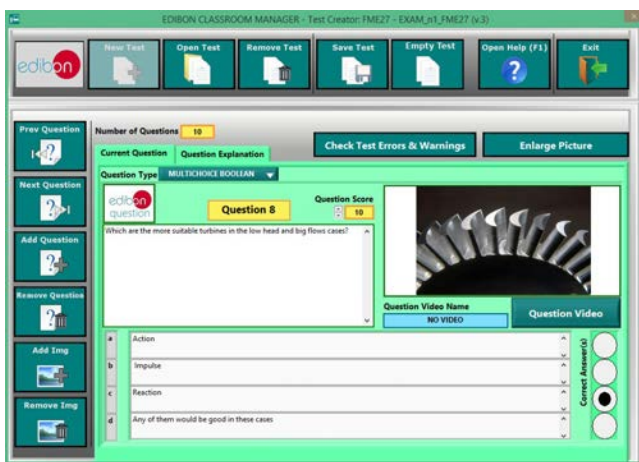 EDIBON CLASSROOM MANAGER - Test Creator: FME27 - EXAM_n1_FME27 (v.3)
edibon
New Test
Open Test
Remove Test
Save Test
Empty Test
Open Help (F1)
Exit
Prev Question
Number of Questions 10
Check Test Errors & Warnings
Enlarge Picture
Current Question
Question Explanation
Question Type MULTICHOICE BOOLEAN
Next Question
edibon
question
Question 8
Question Score
10
Which are the more suitable turbines in the low head and big flows cases?
Add Question
Remove Question
Question Video Name
NO VIDEO
Question Video
Add Img
a Action
b Impulse
c Reaction
d Any of them would be good in these cases
Correct Answer(s)
Remove Img